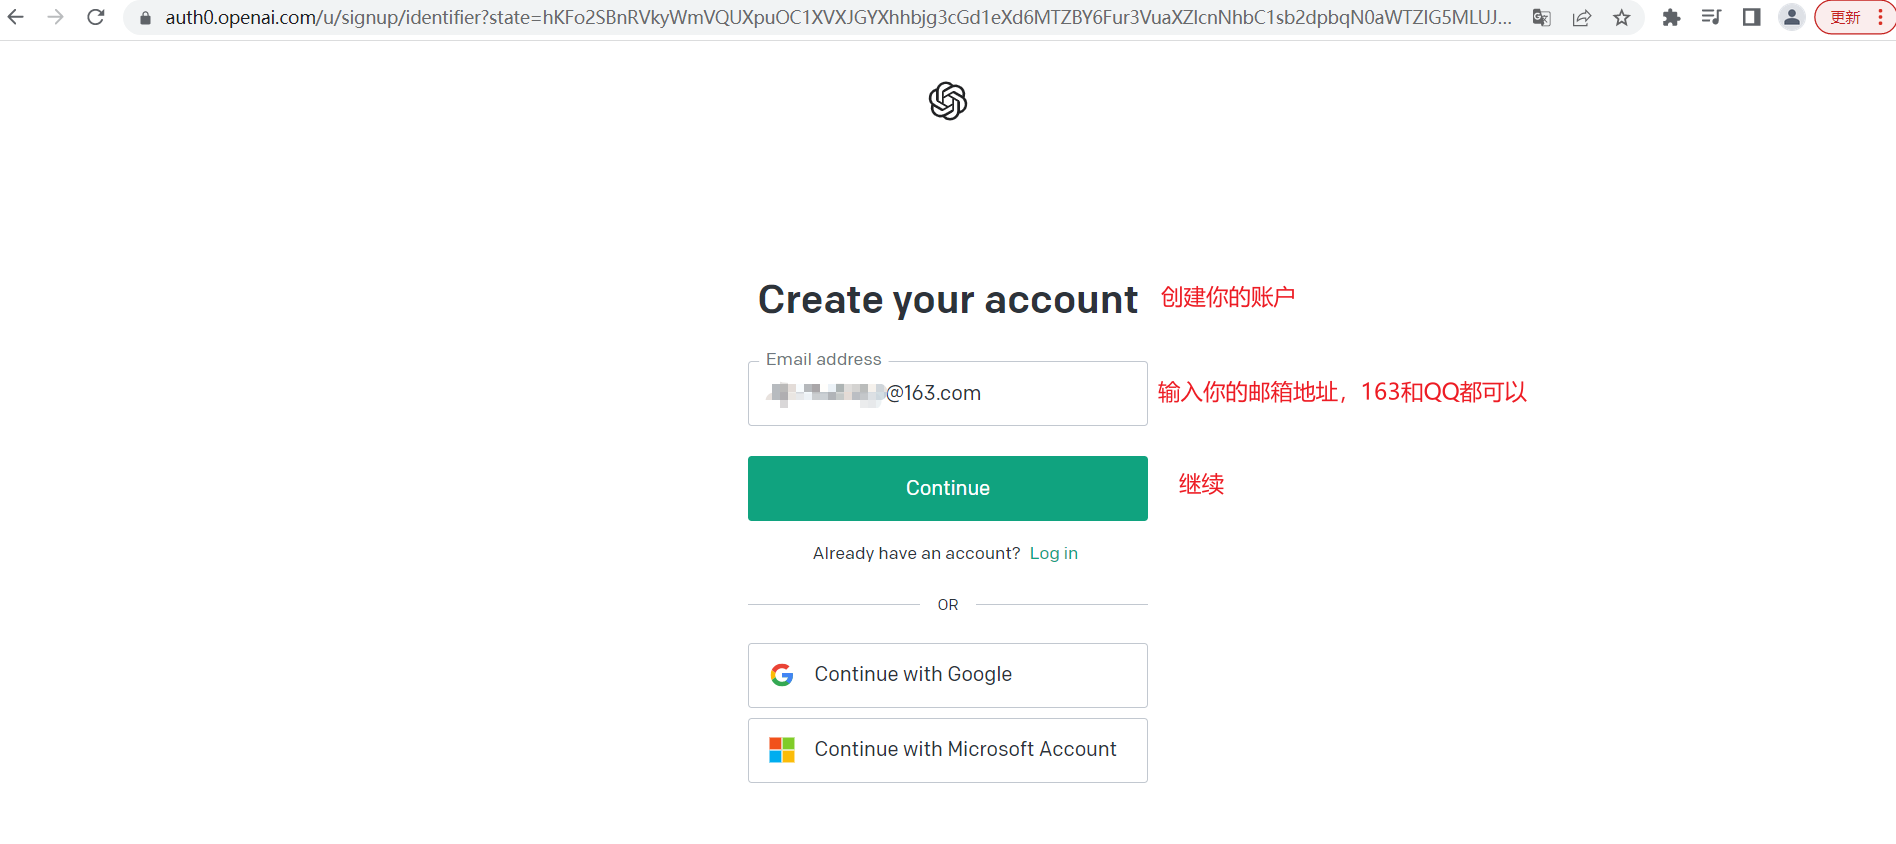 auth0.openai.com/u/signup/identifier?state=hKFo2SBnRVkyWmVQUXpuOC1XVXJGYXhhbjg3cGd1eXd6MTZBY6Fur3VuaXZlcnNhbC1sb2dpbqN0aWTZIG5MLUJ...
更新
Create your account 创建你的账户
Email address
@163.com 输入你的邮箱地址，163和QQ都可以
Continue 继续
Already have an account? Log in
OR
Continue with Google
Continue with Microsoft Account